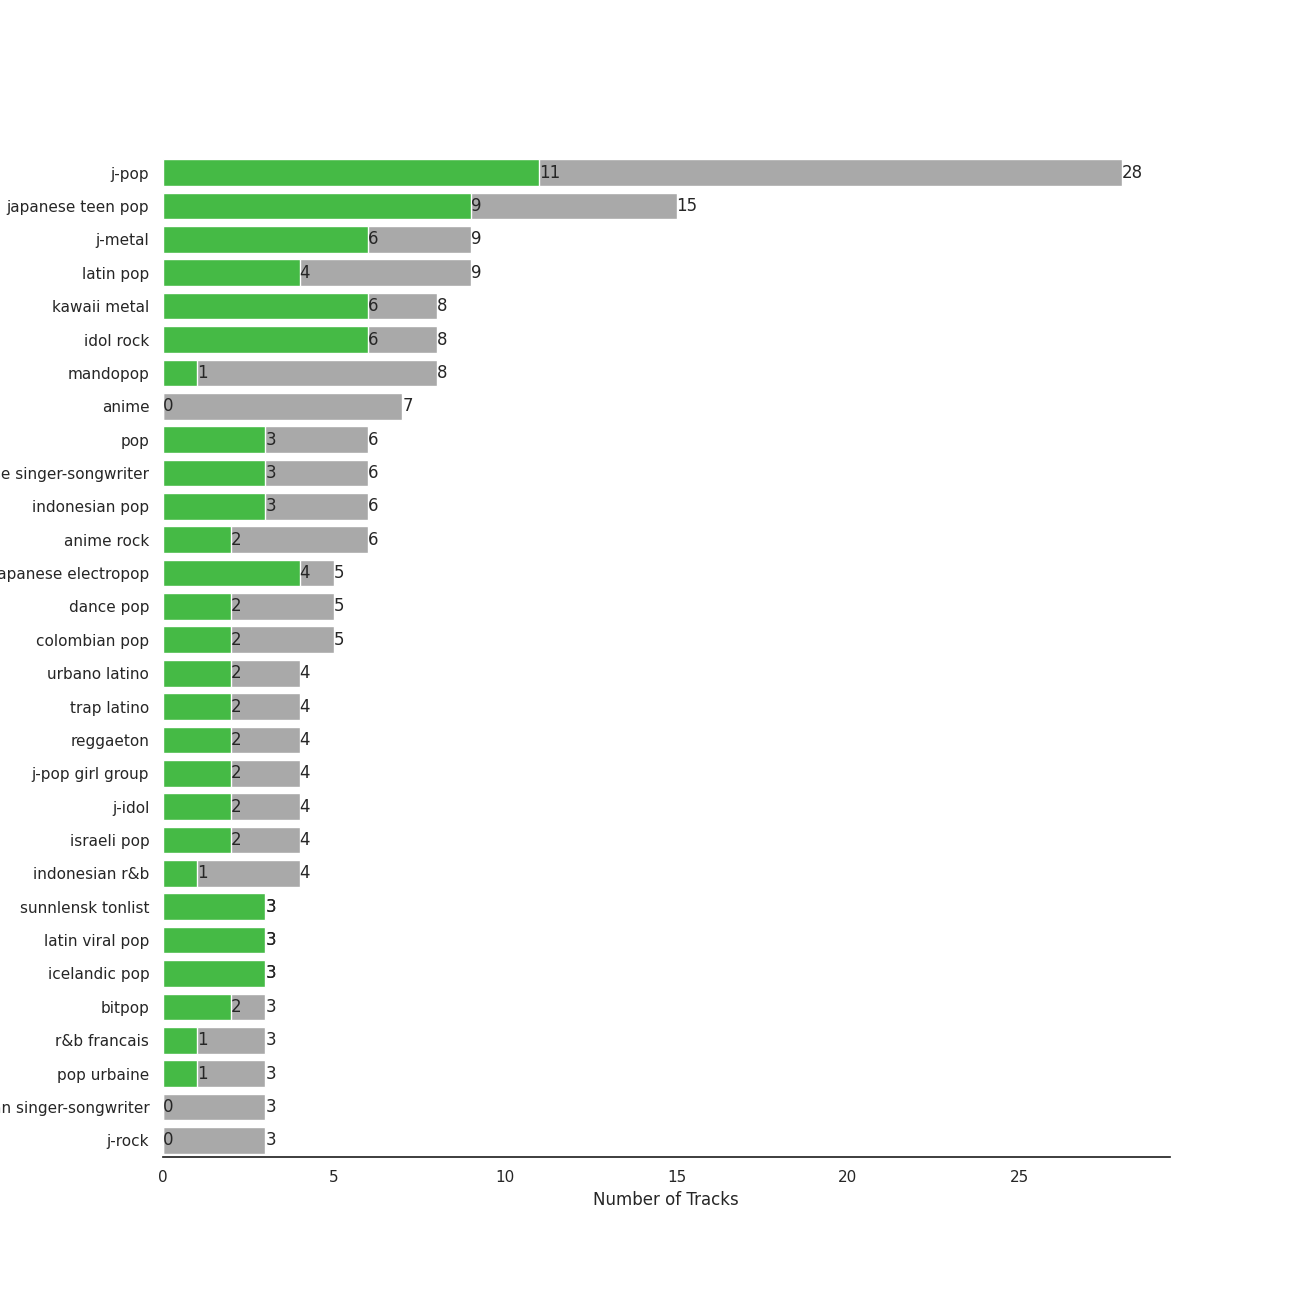 j-pop 11 28
japanese teen pop 9 15
j-metal 6 9
latin pop 4 9
kawaii metal 6 8
idol rock 6 8
mandopop 1 8
anime 0 7
pop 3 6
e singer-songwriter 3 6
indonesian pop 3 6
anime rock 2 6
apanese electropop 4 5
dance pop 2 5
colombian pop 2 5
urbano latino 2 4
trap latino 2 4
reggaeton 2 4
j-pop girl group 2 4
j-idol 2 4
israeli pop 2 4
indonesian r&b 1 4
sunnlensk tonlist 3 3
latin viral pop 3 3
icelandic pop 3 3
bitpop 2 3
r&b francais 1 3
pop urbaine 1 3
n singer-songwriter 0 3
j-rock 0 3
0 5 10 15 20 25
Number of Tracks